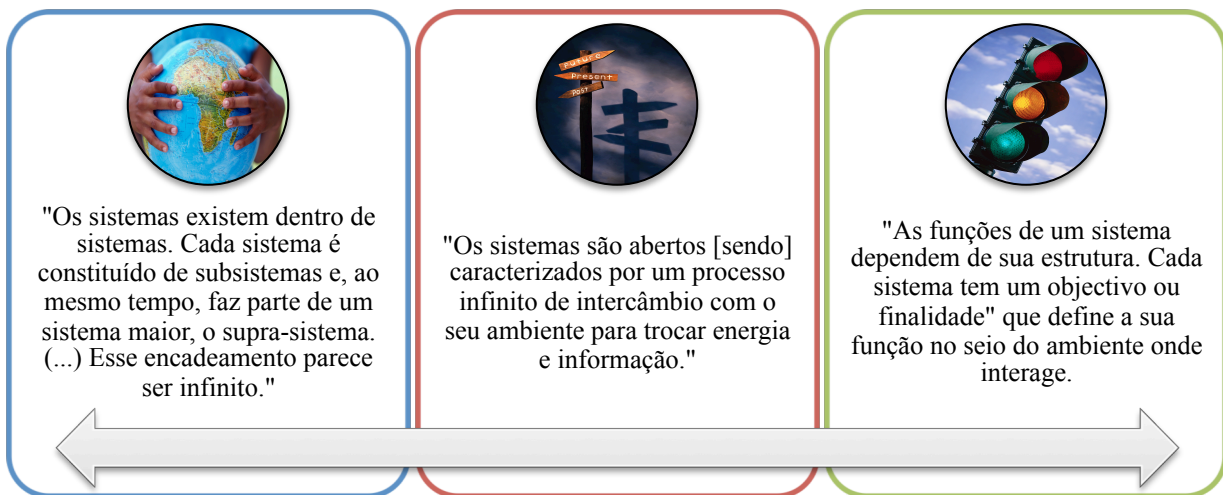 "Os sistemas existem dentro de
sistemas. Cada sistema é
constituído de subsistemas e, ao
mesmo tempo, faz parte de um
sistema maior, o supra-sistema.
(...) Esse encadeamento parece
ser infinito."
Future
Present
Past
"Os sistemas são abertos [sendo]
caracterizados por um processo
infinito de intercâmbio com o
seu ambiente para trocar energia
e informação."
"As funções de um sistema
dependem de sua estrutura. Cada
sistema tem um objectivo ou
finalidade" que define a sua
função no seio do ambiente onde
interage.